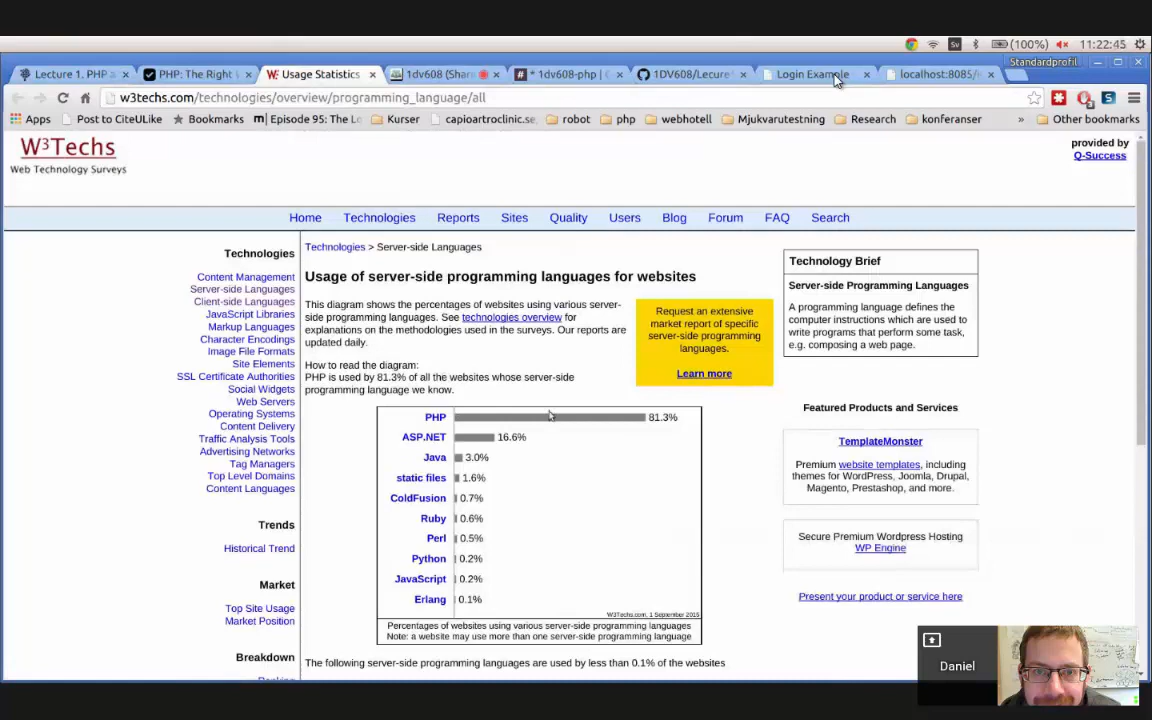 (100%) 11:22:45
Standardprofil
Lecture 1. PHP a
PHP: The Right
Usage Statistics
1dv608 (Shar
* 1dv608-php | 
1DV608/Lecure
Login Example
localhost:8085/
w3techs.com/technologies/overview/programming_language/all
Apps
Post to CiteULike
Bookmarks
Episode 95: The Lo
Kurser
capioartroclinic.se,
robot
php
webhotell
Mjukvarutestning
Research
konferanser
»
Other bookmarks
W³Techs
Web Technology Surveys
provided by
Q-Success
Home Technologies Reports Sites Quality Users Blog Forum FAQ Search
Technologies
Content Management
Server-side Languages
Client-side Languages
JavaScript Libraries
Markup Languages
Character Encodings
Image File Formats
Site Elements
SSL Certificate Authorities
Social Widgets
Web Servers
Operating Systems
Content Delivery
Traffic Analysis Tools
Advertising Networks
Tag Managers
Top Level Domains
Content Languages
Trends
Historical Trend
Market
Top Site Usage
Market Position
Breakdown
Technologies > Server-side Languages
Usage of server-side programming languages for websites
This diagram shows the percentages of websites using various server-
side programming languages. See technologies overview for
explanations on the methodologies used in the surveys. Our reports are
updated daily.
How to read the diagram:
PHP is used by 81.3% of all the websites whose server-side
programming language we know.
Request an extensive
market report of specific
server-side programming
languages.
Learn more
PHP 81.3%
ASP.NET 16.6%
Java 3.0%
static files 1.6%
ColdFusion 0.7%
Ruby 0.6%
Perl 0.5%
Python 0.2%
JavaScript 0.2%
Erlang 0.1%
W3Techs.com, 1 September 2015
Percentages of websites using various server-side programming languages
Note: a website may use more than one server-side programming language
The following server-side programming languages are used by less than 0.1% of the websites
Technology Brief
Server-side Programming
Languages
A programming language defines the
computer instructions which are used to
write programs that perform some task,
e.g. composing a web page.
Featured Products and Services
TemplateMonster
Premium website templates, including
themes for WordPress, Joomla, Drupal,
Magento, Prestashop, and more.
Secure Premium Wordpress Hosting
WP Engine
Present your product or service here
Daniel